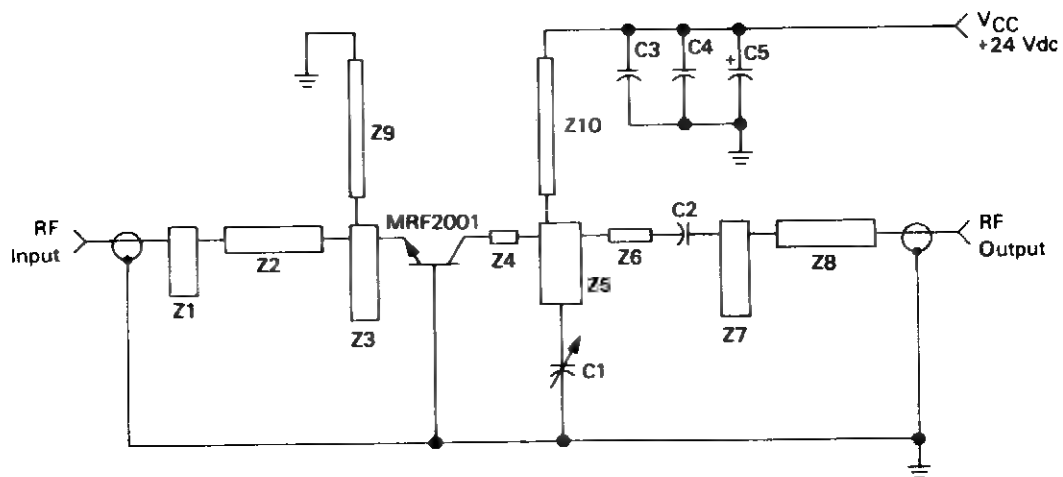 VCC
+24 Vdc
C3
C4
+
C5
Z9
Z10
MRF2001
RF
Input
Z1
Z2
Z3
Z4
Z5
Z6
C2
Z7
Z8
RF
Output
C1